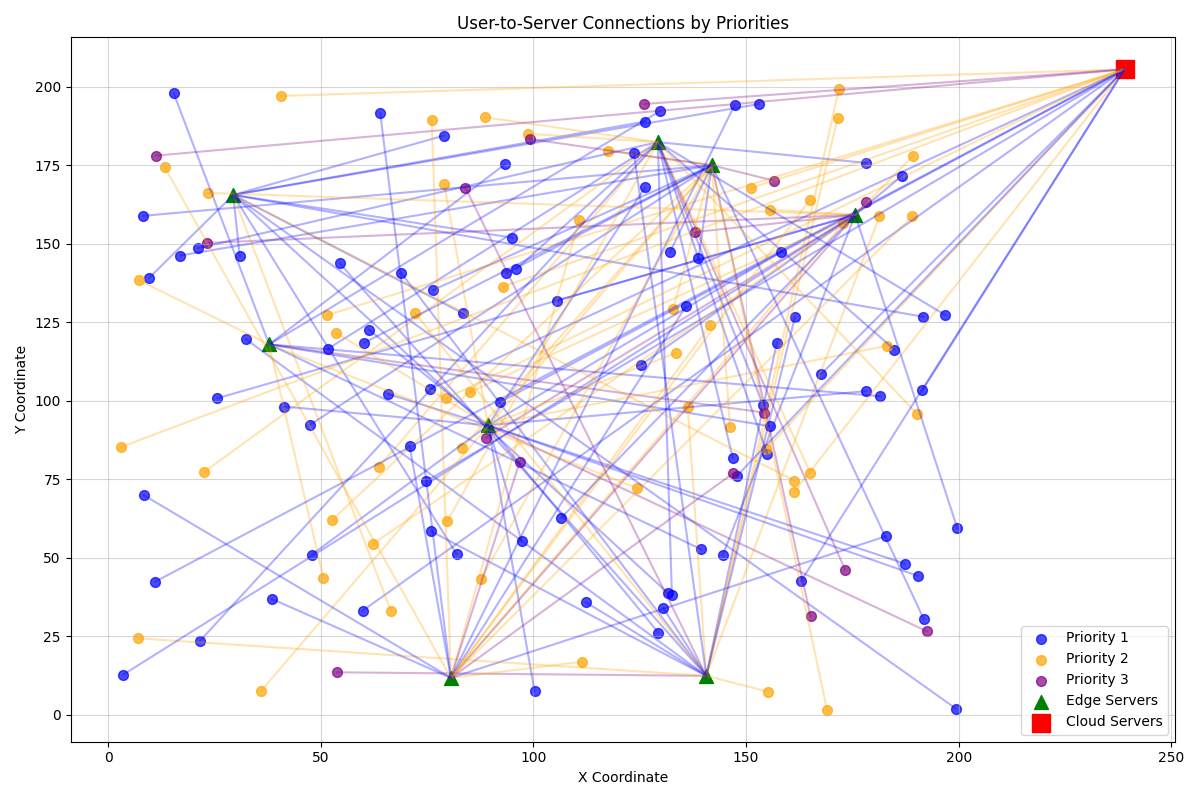 User-to-Server Connections by Priorities
Y Coordinate
200
175
150
125
100
75
50
25
0
0 50 100 150 200 250
X Coordinate
Priority 1
Priority 2
Priority 3
Edge Servers
Cloud Servers